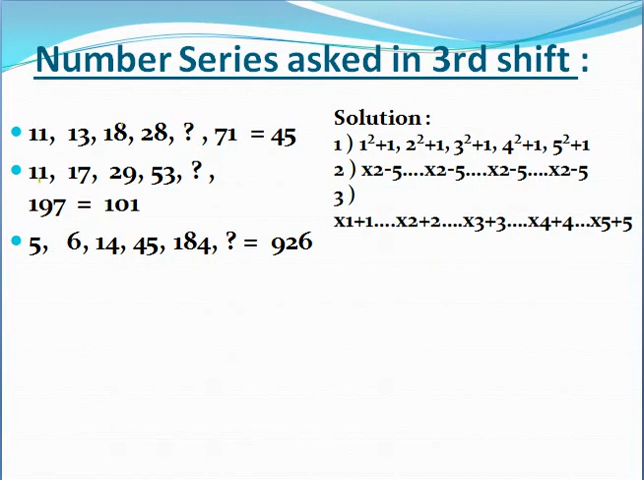 Number Series asked in 3rd shift :
• 11, 13, 18, 28, ? , 71 = 45
• 11, 17, 29, 53, ? ,
197 = 101
• 5, 6, 14, 45, 184, ? = 926
Solution :
1 ) 1²+1, 2²+1, 3²+1, 4²+1, 5²+1
2 ) x2-5....x2-5....x2-5....x2-5
3 )
x1+1....x2+2....x3+3....x4+4...x5+5